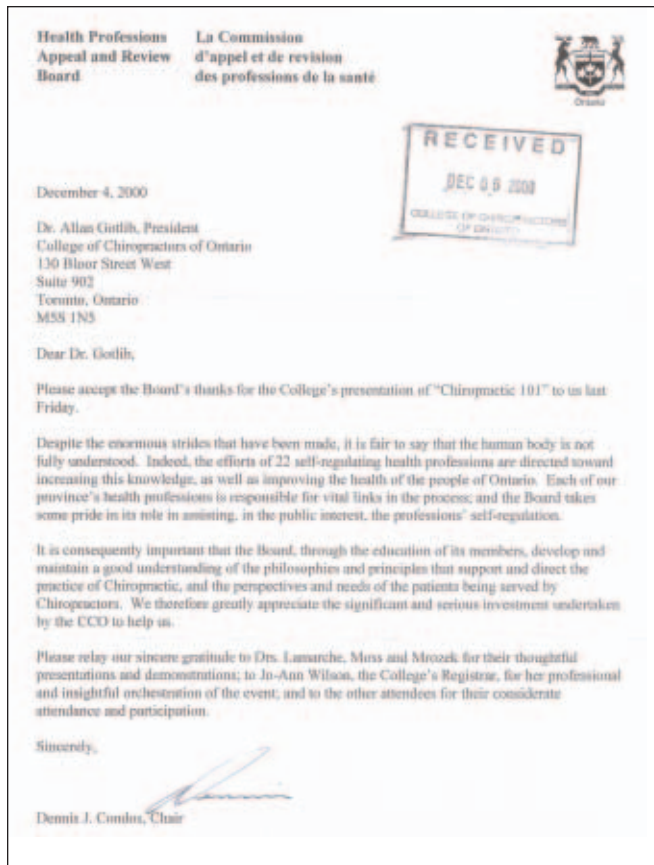 Health Professions
Appeal and Review
Board
La Commission
d'appel et de revision
des professions de la santé
Ontario
RECEIVED
DEC 06 2000
COLLEGE OF CHIROPRACTORS
OF ONTARIO
December 4, 2000
Dr. Allan Gotlib, President
College of Chiropractors of Ontario
130 Bloor Street West
Suite 902
Toronto, Ontario
M5S 1N5
Dear Dr. Gotlib,
Please accept the Board's thanks for the College's presentation of "Chiropractic 101" to us last
Friday.
Despite the enormous strides that have been made, it is fair to say that the human body is not
fully understood. Indeed, the efforts of 22 self-regulating health professions are directed toward
increasing this knowledge, as well as improving the health of the people of Ontario. Each of our
province's health professions is responsible for vital links in the process; and the Board takes
some pride in its role in assisting, in the public interest, the professions' self-regulation.
It is consequently important that the Board, through the education of its members, develop and
maintain a good understanding of the philosophies and principles that support and direct the
practice of Chiropractic, and the perspectives and needs of the patients being served by
Chiropractors. We therefore greatly appreciate the significant and serious investment undertaken
by the CCO to help us.
Please relay our sincere gratitude to Drs. Lamarche, Moss and Mrozek for their thoughtful
presentations and demonstrations; to Jo-Ann Wilson, the College's Registrar, for her professional
and insightful orchestration of the event; and to the other attendees for their considerate
attendance and participation.
Sincerely,
Dennis J. , Chair